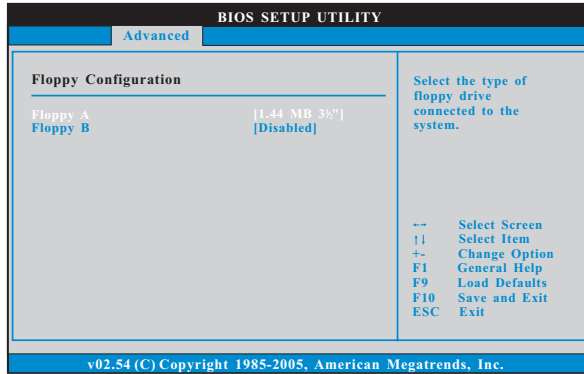 BIOS SETUP UTILITY
Advanced
Floppy Configuration
Floppy A [1.44 MB 3½"]
Floppy B [Disabled]
Select the type of
floppy drive
connected to the
system.
←→ Select Screen
↑↓ Select Item
+- Change Option
F1 General Help
F9 Load Defaults
F10 Save and Exit
ESC Exit
v02.54 (C) Copyright 1985-2005, American Megatrends, Inc.